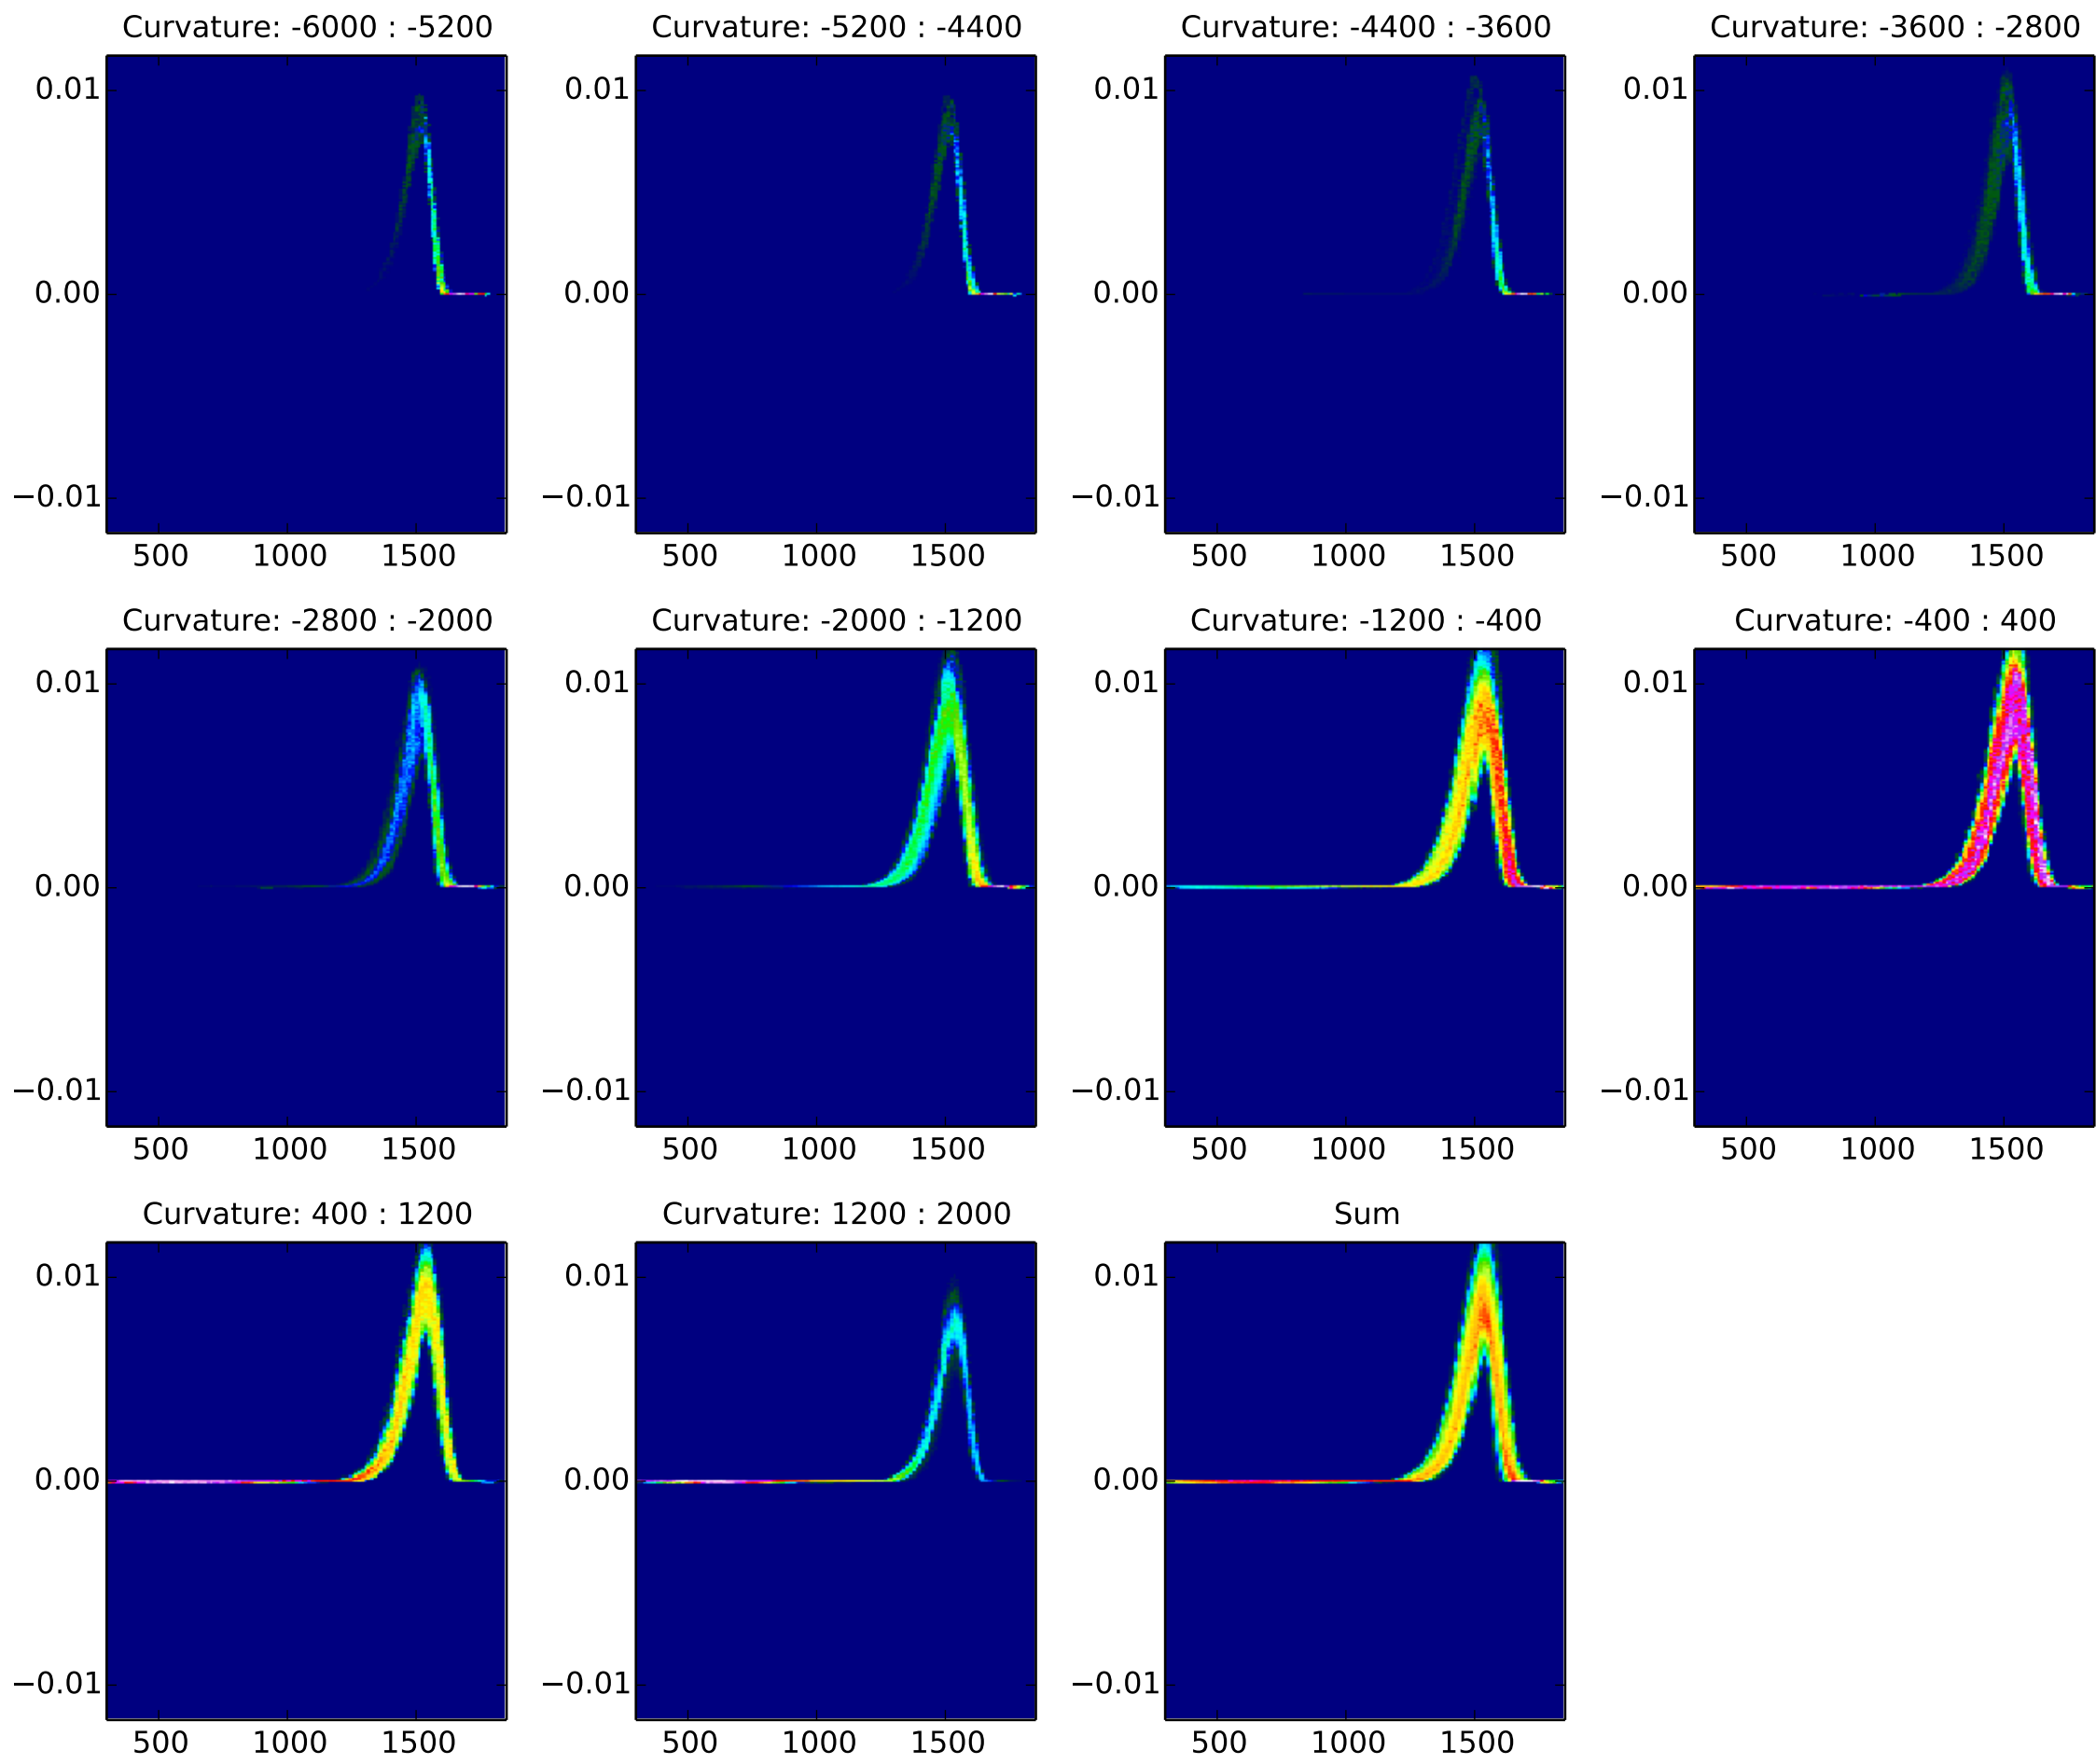 Curvature: -6000 : -5200 Curvature: -5200 : -4400 Curvature: -4400 : -3600 Curvature: -3600 : -2800
0.01 0.01 0.01 0.01
0.00 0.00 0.00 0.00
−0.01 −0.01 −0.01 −0.01
500 1000 1500 500 1000 1500 500 1000 1500 500 1000 1500
Curvature: -2800 : -2000 Curvature: -2000 : -1200 Curvature: -1200 : -400 Curvature: -400 : 400
0.01 0.01 0.01 0.01
0.00 0.00 0.00 0.00
−0.01 −0.01 −0.01 −0.01
500 1000 1500 500 1000 1500 500 1000 1500 500 1000 1500
Curvature: 400 : 1200 Curvature: 1200 : 2000 Sum
0.01 0.01 0.01
0.00 0.00 0.00
−0.01 −0.01 −0.01
500 1000 1500 500 1000 1500 500 1000 1500